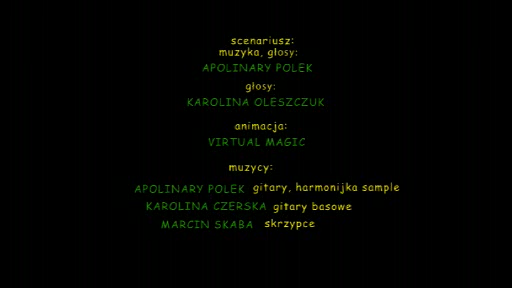 scenariusz:
muzyka, głosy:
APOLINARY POLEK
głosy:
KAROLINA OLESZCZUK
animacja:
VIRTUAL MAGIC
muzycy:
APOLINARY POLEK gitary, harmonijka sample
KAROLINA CZERSKA gitary basowe
MARCIN SKABA skrzypce